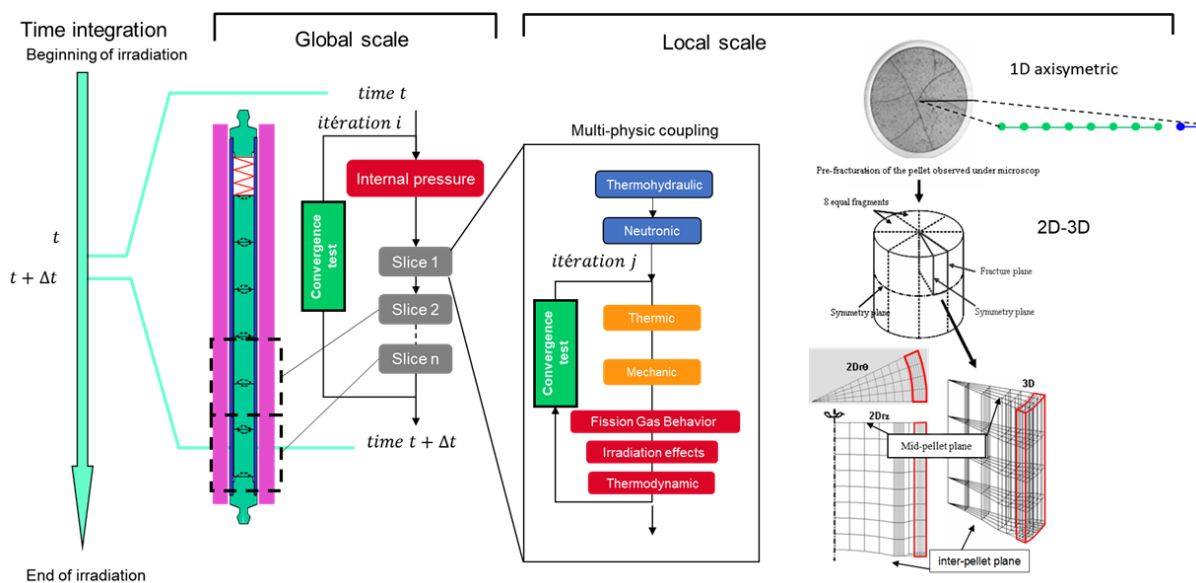 Time integration
Beginning of irradiation
t
t + Δt
End of irradiation
Global scale
time t
itération i
Internal pressure
Convergence
test
Slice 1
Slice 2
Slice n
time t + Δt
Local scale
Multi-physic coupling
Thermohydraulic
Neutronic
itération j
Convergence
test
Thermic
Mechanic
Fission Gas Behavior
Irradiation effects
Thermodynamic
1D axisymetric
Pre-fracturation of the pellet observed under microscop
8 equal fragments
2D-3D
Fracture plane
Symmetry plane
Symmetry plane
2Drθ
3D
2Drz
Mid-pellet plane
inter-pellet plane